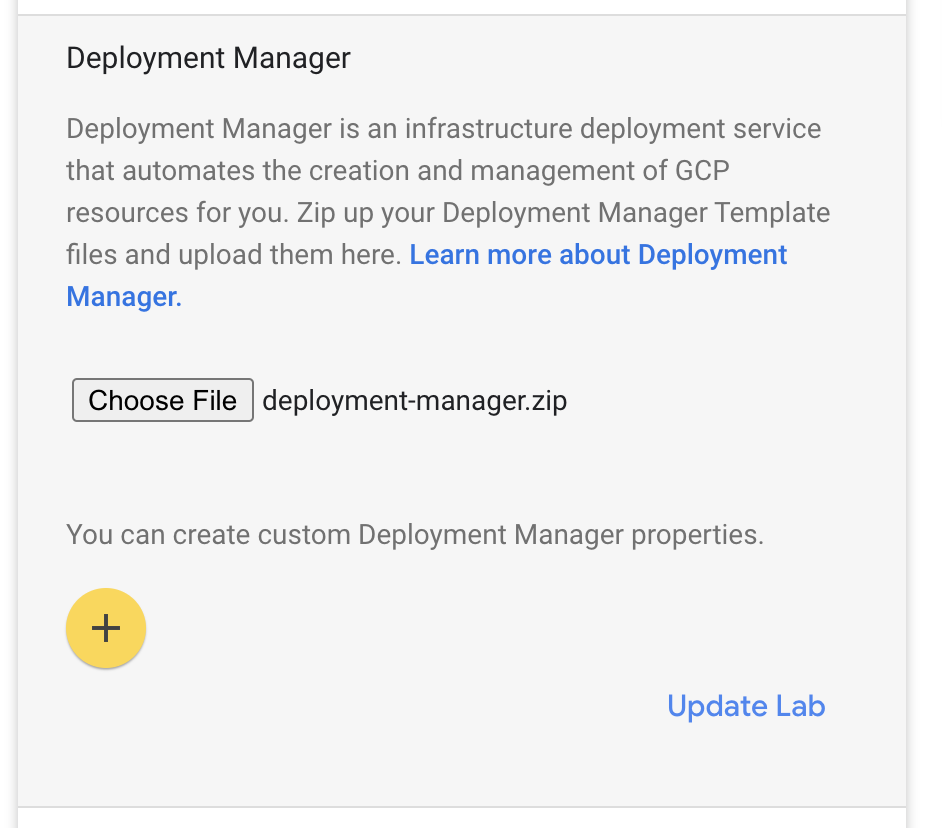 Deployment Manager
Deployment Manager is an infrastructure deployment service
that automates the creation and management of GCP
resources for you. Zip up your Deployment Manager Template
files and upload them here. Learn more about Deployment
Manager.
Choose File deployment-manager.zip
You can create custom Deployment Manager properties.
+
Update Lab